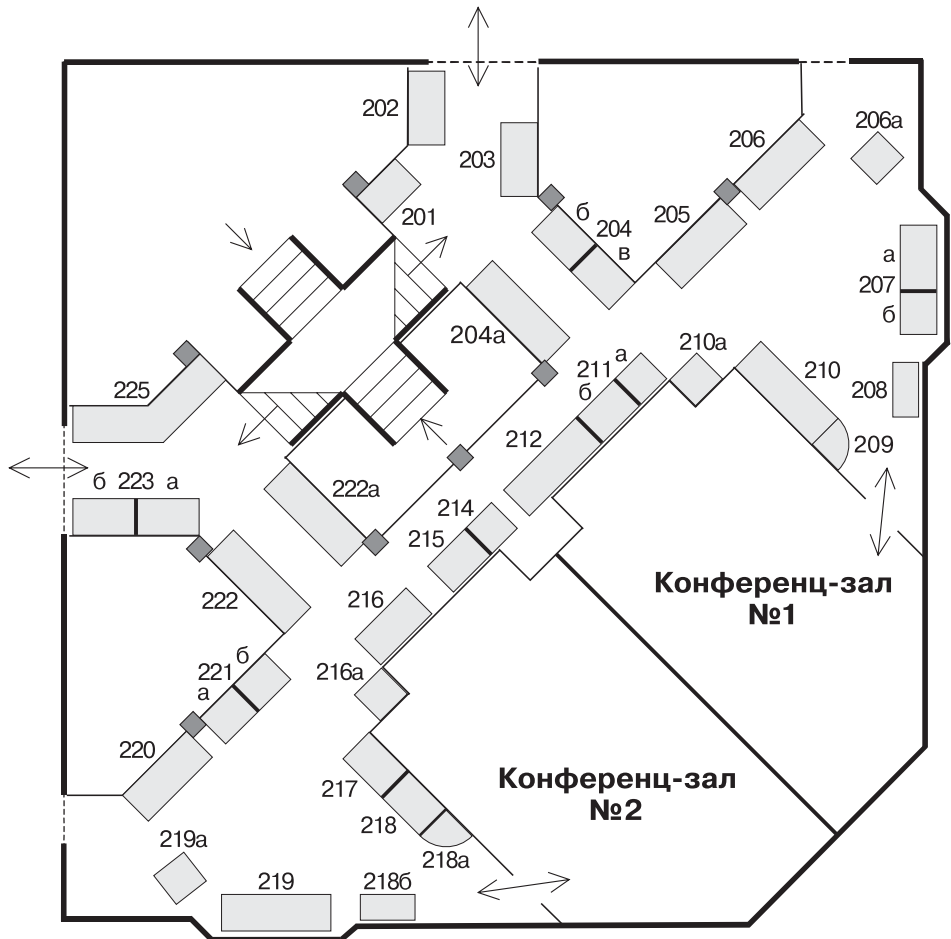 202
203
206
206а
201
б
204
в
205
а
207
б
204а
210а
211
а
б
210
208
225
212
209
б 223 а
222а
214
215
Конференц-зал
№1
222
216
б
221
а
216а
220
Конференц-зал
№2
217
218
218а
219а
219
218б